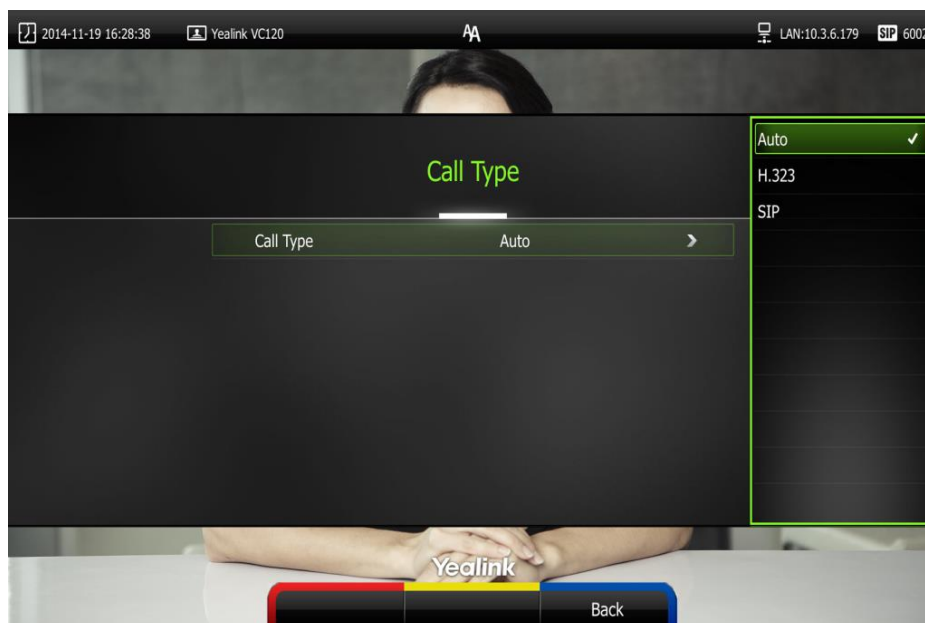 2014-11-19 16:28:38 Yealink VC120 AA LAN:10.3.6.179 SIP 6002
Call Type
Call Type Auto
Auto
H.323
SIP
Yealink
Back